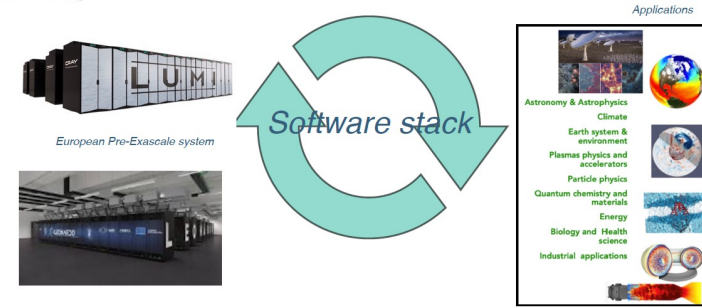 Applications
CRAY
LUMI
European Pre-Exascale system
Software stack
Astronomy & Astrophysics
Climate
Earth system &
environment
Plasmas physics and
accelerators
Particle physics
Quantum chemistry and
materials
Energy
Biology and Health
science
Industrial applications